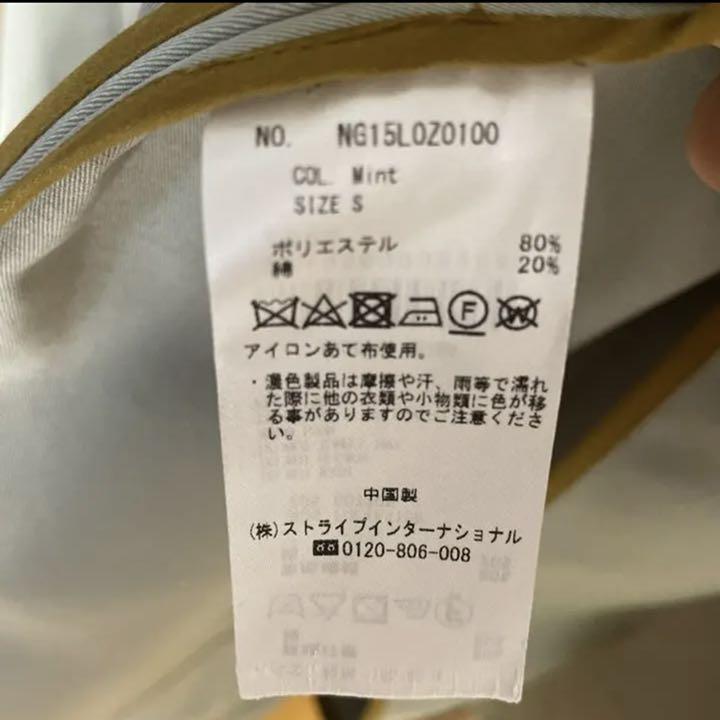 NO. NG15L0Z0100
COL. Mint
SIZE S
ポリエステル 80%
綿 20%
F
W
アイロンあて布使用。
・濃色製品は摩擦や汗、雨等で濡れ
た際に他の衣類や小物類に色が移
る事がありますのでご注意くださ
い。
中国製
(株)ストライプインターナショナル
0120-806-008